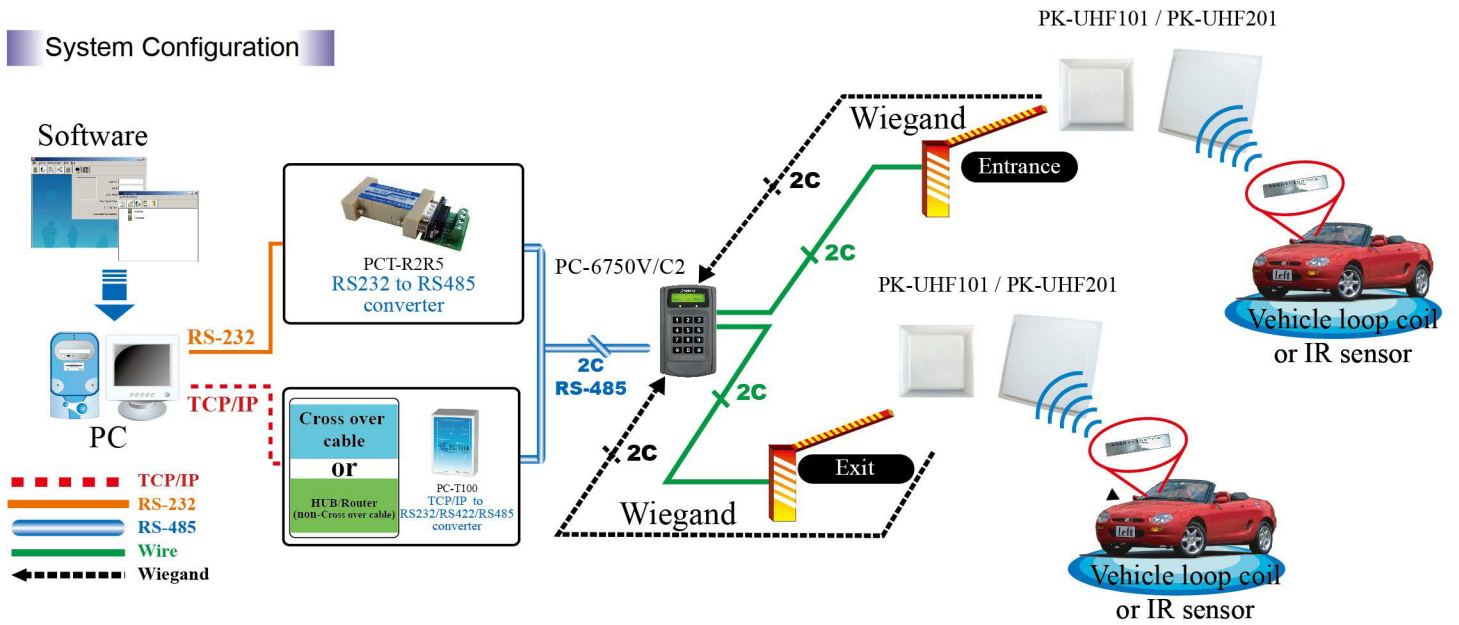 System Configuration
PK-UHF101 / PK-UHF201
Software
Wiegand
Entrance
2C
PCT-R2R5
RS232 to RS485
converter
PC-6750V/C2
2C
PK-UHF101 / PK-UHF201
left
Vehicle loop coil
or IR sensor
RS-232
2C
RS-485
TCP/IP
2C
PC
Cross over
cable
or
HUB/Router
(non-Cross over cable)
PC-T100
TCP/IP to
RS232/RS422/RS485
converter
2C
Exit
Wiegand
left
Vehicle loop coil
or IR sensor
TCP/IP
RS-232
RS-485
Wire
Wiegand